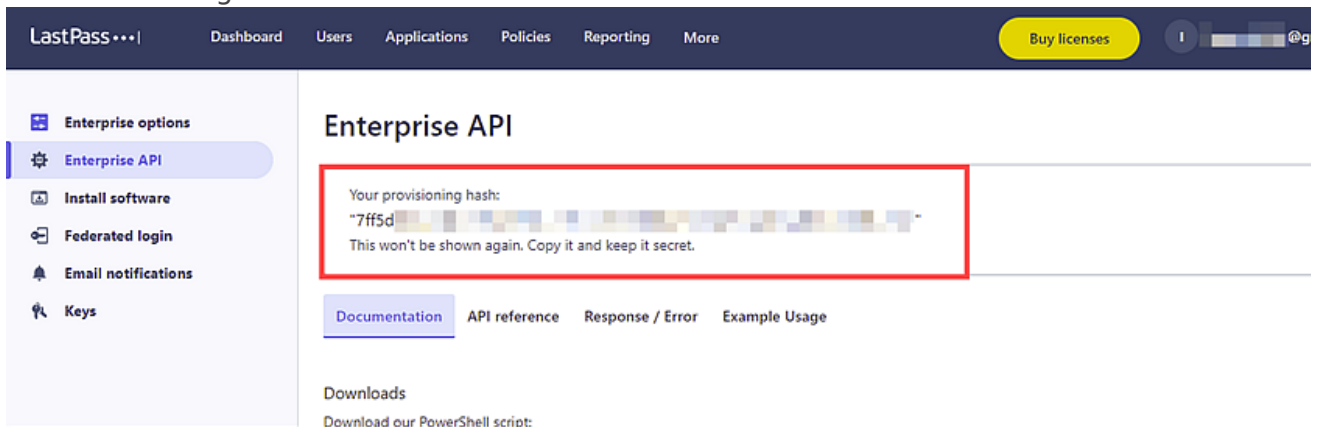 LastPass •••| Dashboard Users Applications Policies Reporting More Buy licenses I @g
Enterprise options
Enterprise API
Install software
Federated login
Email notifications
Keys
Enterprise API
Your provisioning hash:
"7ff5d "
This won't be shown again. Copy it and keep it secret.
Documentation API reference Response / Error Example Usage
Downloads
Download our PowerShell script: